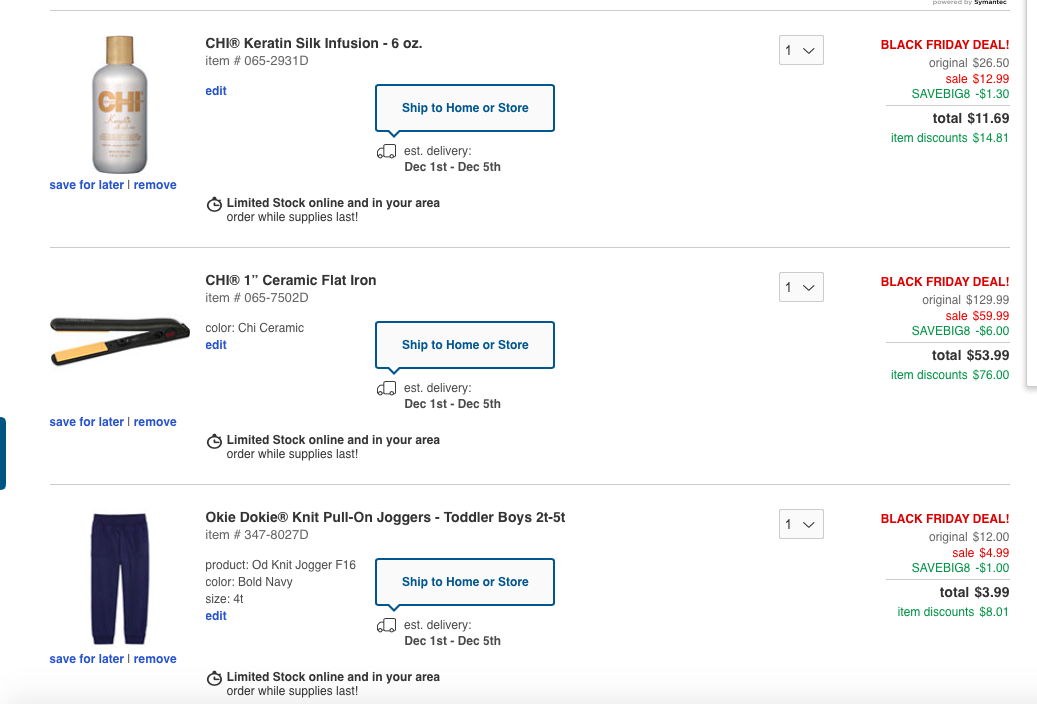 powered by Symantec
CHI® Keratin Silk Infusion - 6 oz.
item # 065-2931D
edit
Ship to Home or Store
est. delivery:
Dec 1st - Dec 5th
1
BLACK FRIDAY DEAL!
original $26.50
sale $12.99
SAVEBIG8 -$1.30
total $11.69
item discounts $14.81
CHI
Keratin
save for later | remove
Limited Stock online and in your area
order while supplies last!
CHI® 1” Ceramic Flat Iron
item # 065-7502D
color: Chi Ceramic
edit
Ship to Home or Store
est. delivery:
Dec 1st - Dec 5th
1
BLACK FRIDAY DEAL!
original $129.99
sale $59.99
SAVEBIG8 -$6.00
total $53.99
item discounts $76.00
save for later | remove
Limited Stock online and in your area
order while supplies last!
Okie Dokie® Knit Pull-On Joggers - Toddler Boys 2t-5t
item # 347-8027D
product: Od Knit Jogger F16
color: Bold Navy
size: 4t
edit
Ship to Home or Store
est. delivery:
Dec 1st - Dec 5th
1
BLACK FRIDAY DEAL!
original $12.00
sale $4.99
SAVEBIG8 -$1.00
total $3.99
item discounts $8.01
save for later | remove
Limited Stock online and in your area
order while supplies last!